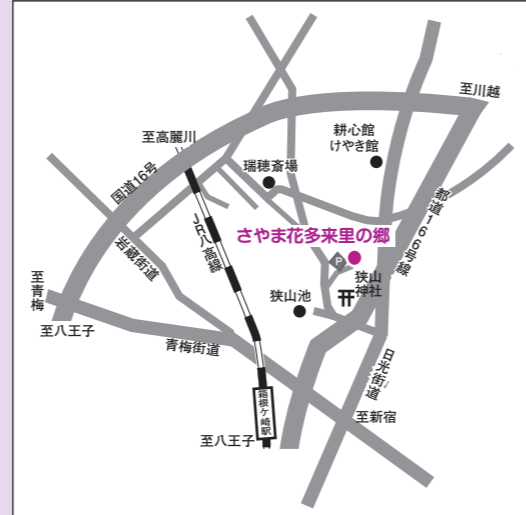 至川越
至高麗川
耕心館
けやき館
瑞穂斎場
国道16号
都道166号線
岩蔵街道
JR八高線
さやま花多来里の郷
P
狭山
神社
至青梅
狭山池
至八王子
青梅街道
日光街道
箱根ケ崎駅
至新宿
至八王子